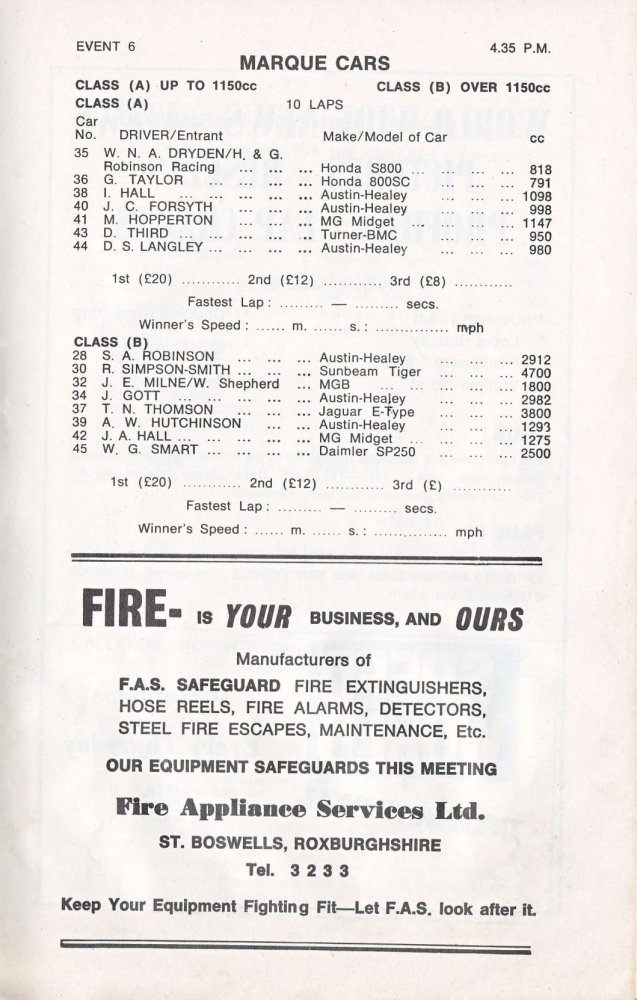 EVENT 6 4.35 P.M.
MARQUE CARS
CLASS (A) UP TO 1150cc CLASS (B) OVER 1150cc
CLASS (A) 10 LAPS
Car
No. DRIVER/Entrant Make/Model of Car cc
35 W. N. A. DRYDEN/H. & G.
Robinson Racing ... ... ... Honda S800 ... ... ... 818
36 G. TAYLOR ... ... ... Honda 800SC ... ... ... 791
38 I. HALL ... ... ... ... Austin-Healey ... ... ... 1098
40 J. C. FORSYTH ... ... ... Austin-Healey ... ... ... 998
41 M. HOPPERTON ... ... ... MG Midget ... ... ... 1147
43 D. THIRD ... ... ... ... Turner-BMC ... ... ... 950
44 D. S. LANGLEY ... ... ... ... Austin-Healey ... ... ... 980
1st (£20) ............ 2nd (£12) ............ 3rd (£8) ............
Fastest Lap : ......... — ......... secs.
Winner's Speed : ...... m. ...... s. : ............... mph
CLASS (B)
28 S. A. ROBINSON ... ... ... Austin-Healey ... ... ... 2912
30 R. SIMPSON-SMITH ... ... ... Sunbeam Tiger ... ... ... 4700
32 J. E. MILNE/W. Shepherd ... MGB ... ... ... ... 1800
34 J. GOTT ... ... ... ... Austin-Healey ... ... ... 2982
37 T. N. THOMSON ... ... ... Jaguar E-Type ... ... ... 3800
39 A. W. HUTCHINSON ... ... Austin-Healey ... ... ... 1293
42 J. A. HALL ... ... ... ... MG Midget ... ... ... 1275
45 W. G. SMART ... ... ... ... Daimler SP250 ... ... ... 2500
1st (£20) ............ 2nd (£12) ............ 3rd (£) ............
Fastest Lap : ......... — ......... secs.
Winner's Speed : ...... m. ...... s. : ............... mph
FIRE- IS YOUR BUSINESS, AND OURS
Manufacturers of
F.A.S. SAFEGUARD FIRE EXTINGUISHERS,
HOSE REELS, FIRE ALARMS, DETECTORS,
STEEL FIRE ESCAPES, MAINTENANCE, Etc.
OUR EQUIPMENT SAFEGUARDS THIS MEETING
Fire Appliance Services Ltd.
ST. BOSWELLS, ROXBURGHSHIRE
Tel. 3 2 3 3
Keep Your Equipment Fighting Fit—Let F.A.S. look after it.